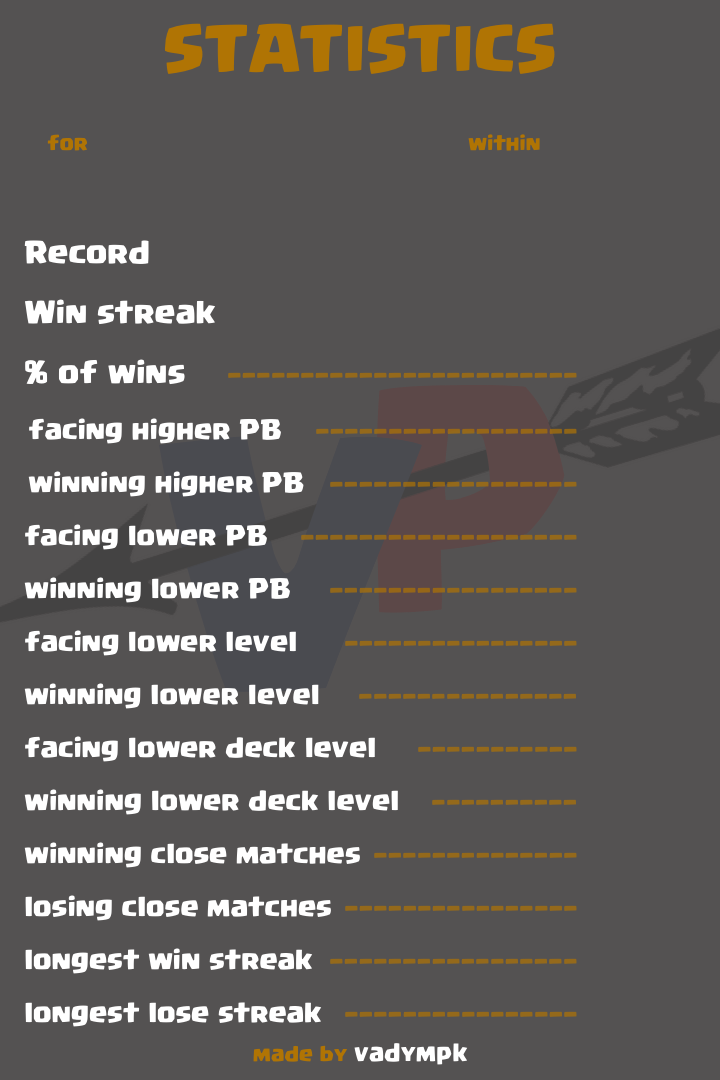 STATISTICS
for within
Record
Win streak
% of wins ------------------------
facing higher PB ------------------
winning higher PB -----------------
facing lower PB -------------------
winning lower PB -----------------
facing lower level ----------------
winning lower level ---------------
facing lower deck level -----------
winning lower deck level ----------
winning close matches --------------
losing close matches ----------------
longest win streak -----------------
longest lose streak ----------------
made by vadympk
VP